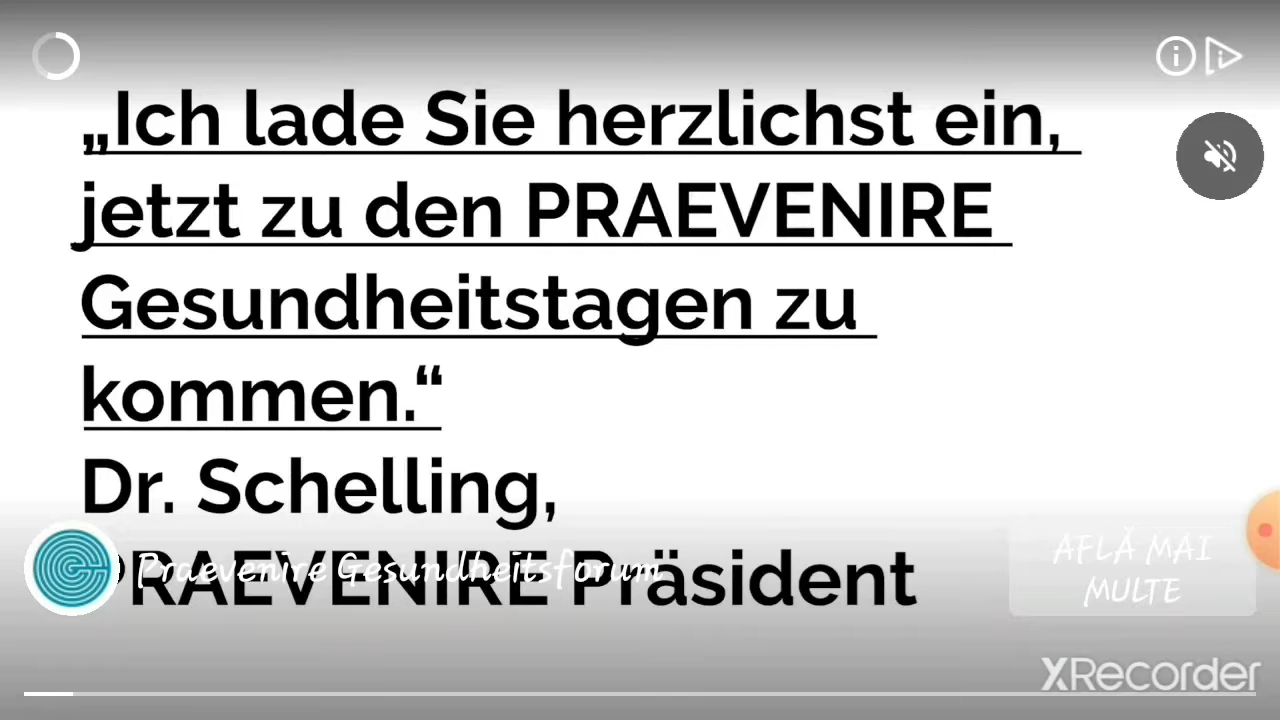 „Ich lade Sie herzlichst ein,
jetzt zu den PRAEVENIRE
Gesundheitstagen zu
kommen.“
Dr. Schelling,
PRAEVENIRE Präsident
Praevenire Gesundheitsforum
AFLĂ MAI
MULTE
XRecorder